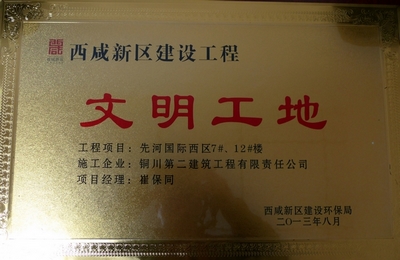 西咸新区建设工程
文明工地
工程项目：先河国际西区7#、12#楼
施工企业：铜川第二建筑工程有限责任公司
项目经理：崔保同
西咸新区建设环保局
二〇一三年八月